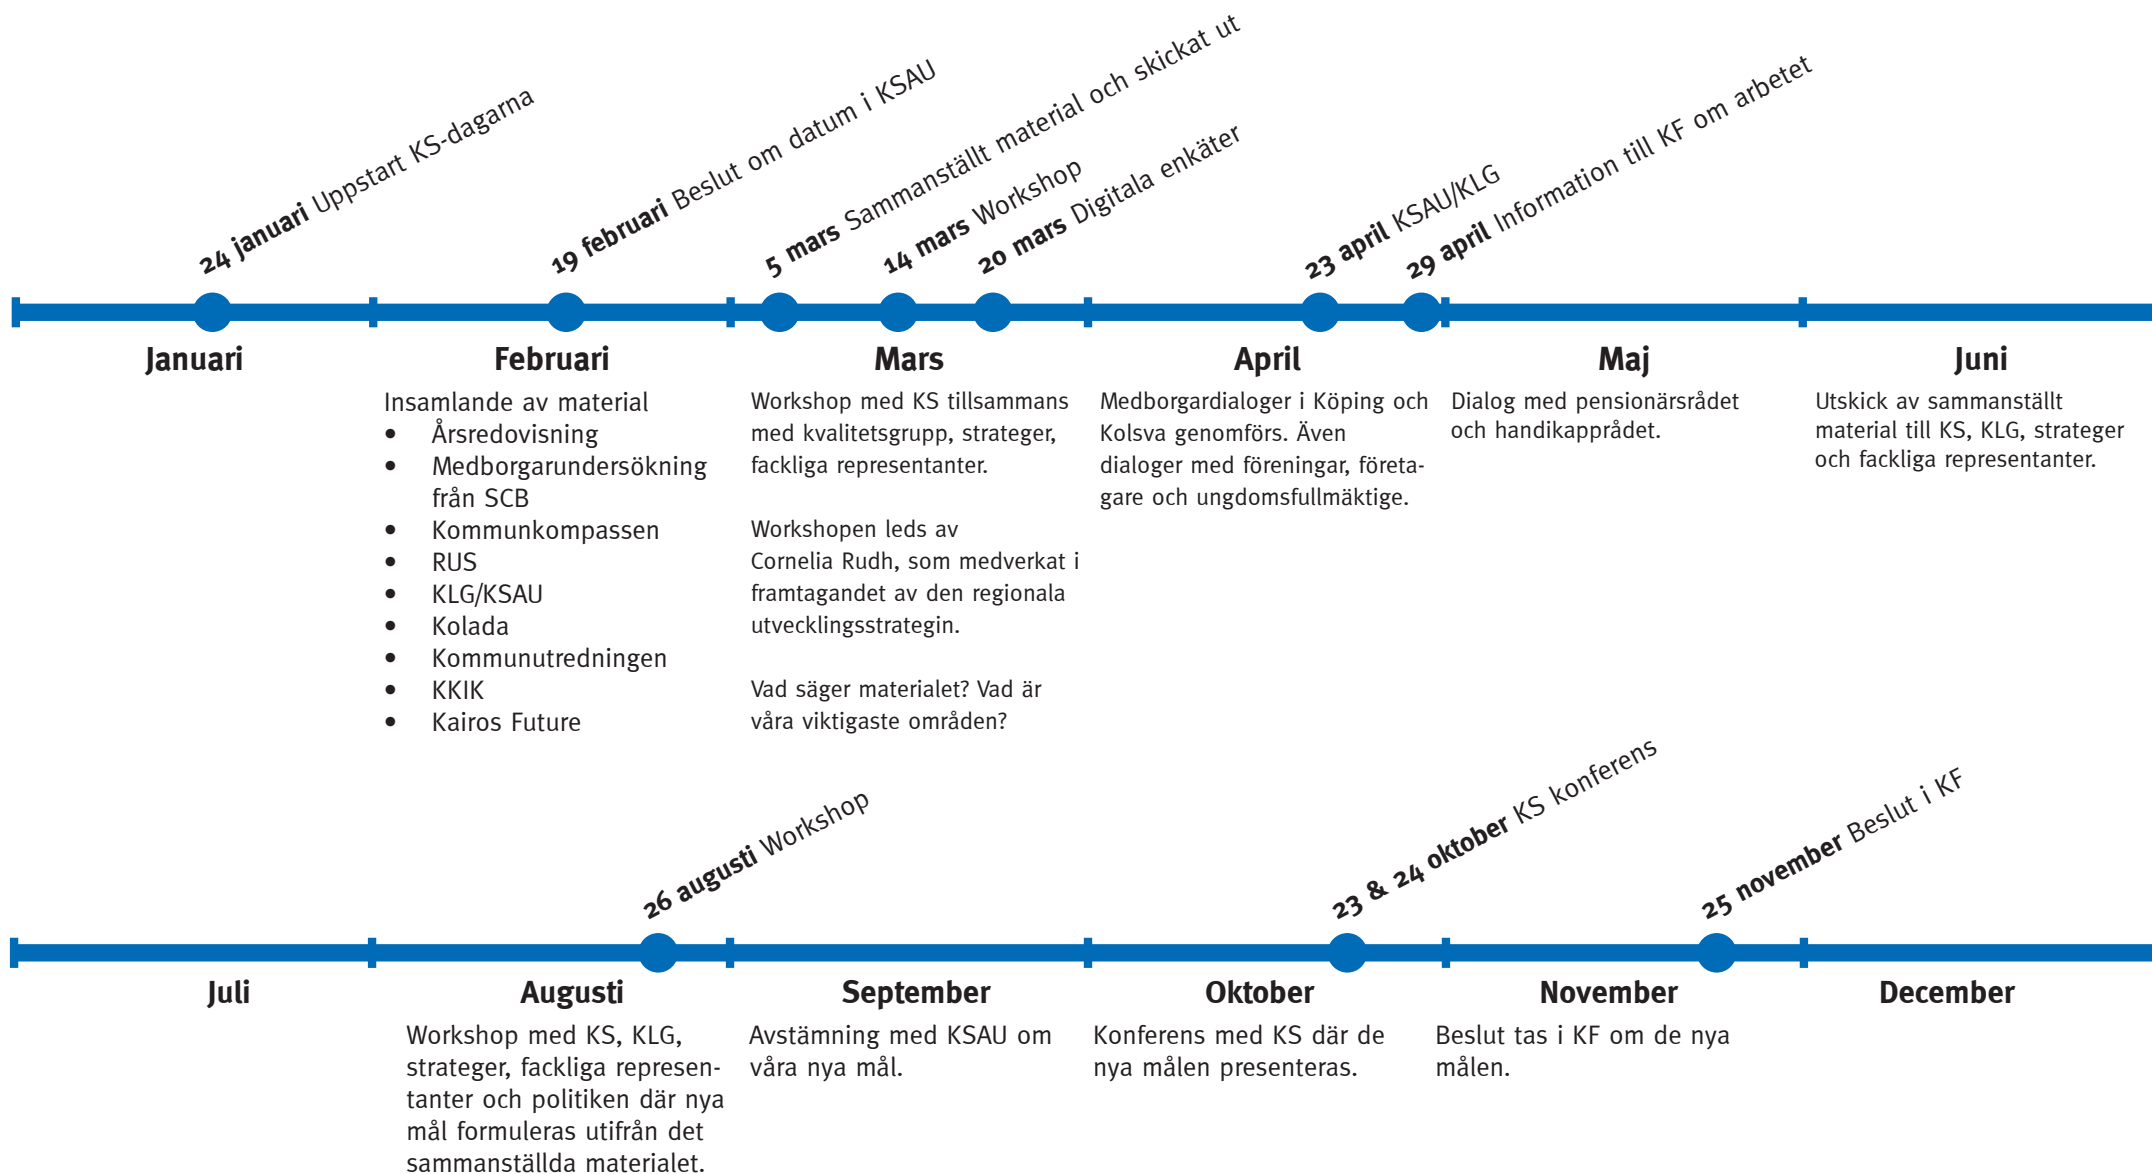 24 januari Uppstart KS-dagarna
19 februari Beslut om datum i KSAU
5 mars Sammanställt material och skickat ut
14 mars Workshop
20 mars Digitala enkäter
23 april KSAU/KLG
29 april Information till KF om arbetet
Januari
Februari
Insamlande av material
• Årsredovisning
• Medborgarundersökning
från SCB
• Kommunkompassen
• RUS
• KLG/KSAU
• Kolada
• Kommunutredningen
• KKIK
• Kairos Future
Mars
Workshop med KS tillsammans
med kvalitetsgrupp, strateger,
fackliga representanter.
Workshopen leds av
Cornelia Rudh, som medverkat i
framtagandet av den regionala
utvecklingsstrategin.
Vad säger materialet? Vad är
våra viktigaste områden?
April
Medborgardialoger i Köping och
Kolsva genomförs. Även
dialoger med föreningar, företa-
gare och ungdomsfullmäktige.
Maj
Dialog med pensionärsrådet
och handikapprådet.
Juni
Utskick av sammanställt
material till KS, KLG, strateger
och fackliga representanter.
26 augusti Workshop
23 & 24 oktober KS konferens
25 november Beslut i KF
Juli
Augusti
Workshop med KS, KLG,
strateger, fackliga represen-
tanter och politiken där nya
mål formuleras utifrån det
sammanställda materialet.
September
Avstämning med KSAU om
våra nya mål.
Oktober
Konferens med KS där de
nya målen presenteras.
November
Beslut tas i KF om de nya
målen.
December